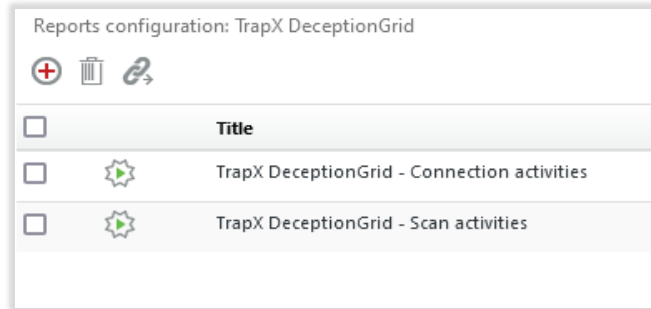 Reports configuration: TrapX DeceptionGrid
Title
TrapX DeceptionGrid - Connection activities
TrapX DeceptionGrid - Scan activities